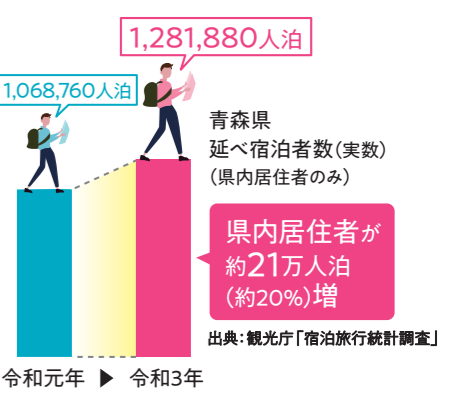 1,281,880人泊
1,068,760人泊
青森県
延べ宿泊者数(実数)
(県内居住者のみ)
県内居住者が
約21万人泊
(約20%)増
出典:観光庁「宿泊旅行統計調査」
令和元年 ▶ 令和3年